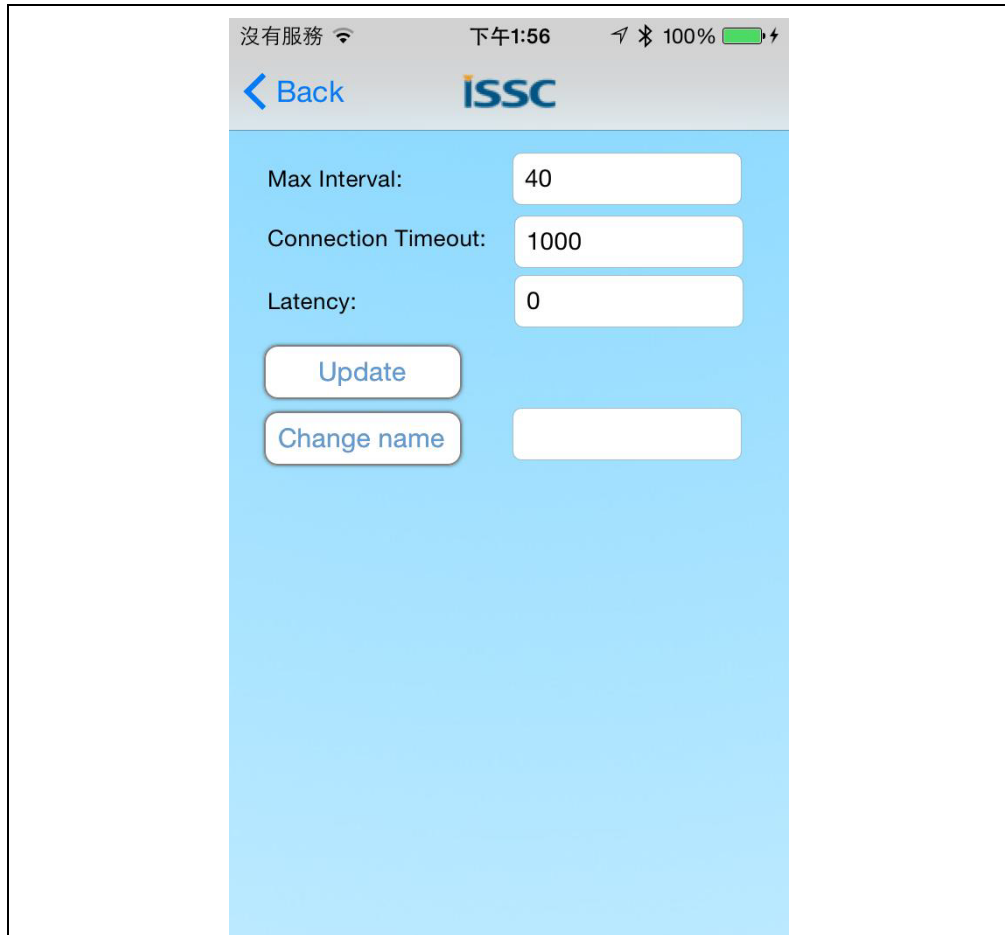 沒有服務 下午1:56 100%
Back ISSC
Max Interval: 40
Connection Timeout: 1000
Latency: 0
Update
Change name